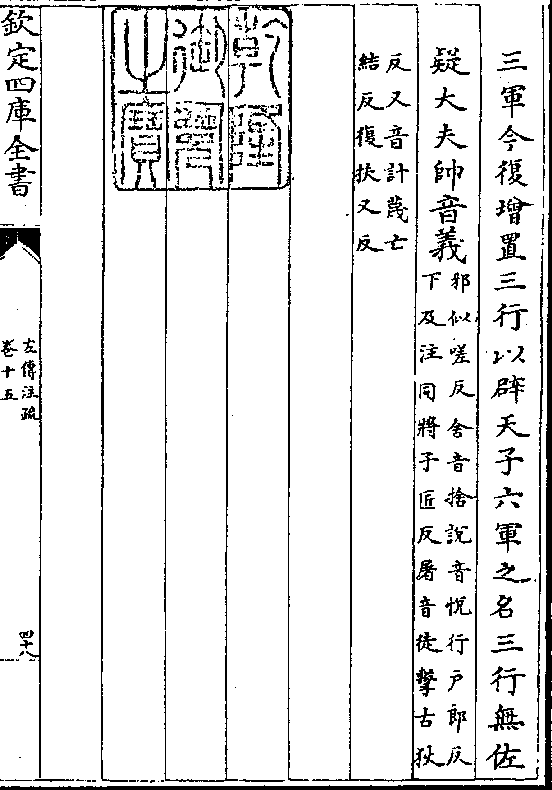 三軍今復增置三行以辟天子六軍之名三行無佐
疑大夫帥音義
邪似嗟反舍音捨說音悅行户郎反
下及注同將子匠反屠音徒擊古狄
反又音計蔑亡
結反復扶又反
乾隆御覽之寶
欽定四庫全書
左傳注疏
卷十五
四十八